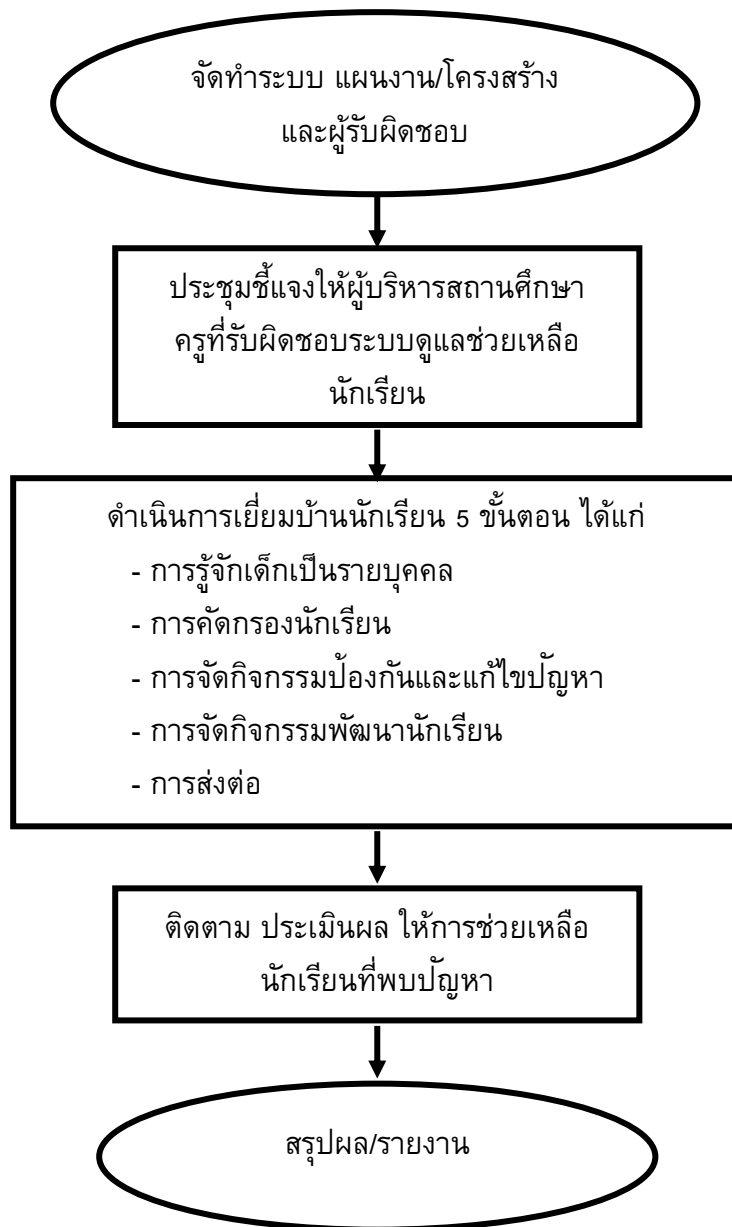 จัดทำระบบ แผนงาน/โครงสร้าง
และผู้รับผิดชอบ
ประชุมชี้แจงให้ผู้บริหารสถานศึกษา
ครูที่รับผิดชอบระบบดูแลช่วยเหลือ
นักเรียน
ดำเนินการเยี่ยมบ้านนักเรียน 5 ขั้นตอน ได้แก่
- การรู้จักเด็กเป็นรายบุคคล
- การคัดกรองนักเรียน
- การจัดกิจกรรมป้องกันและแก้ไขปัญหา
- การจัดกิจกรรมพัฒนานักเรียน
- การส่งต่อ
ติดตาม ประเมินผล ให้การช่วยเหลือ
นักเรียนที่พบปัญหา
สรุปผล/รายงาน